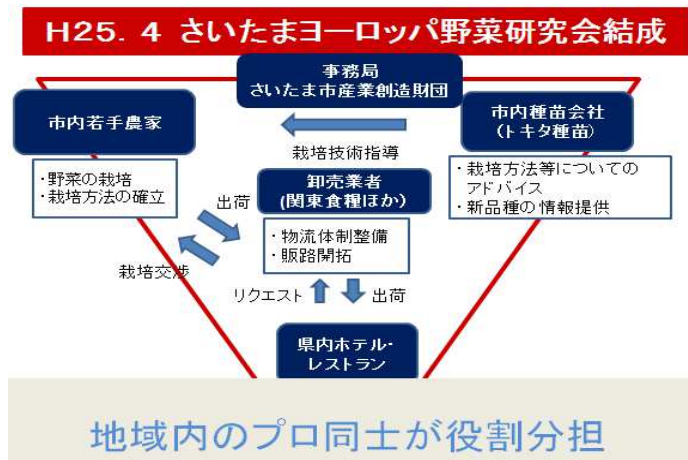 H25.4 さいたまヨーロッパ野菜研究会結成
事務局
さいたま市産業創造財団
市内若手農家
市内種苗会社
(トキタ種苗)
栽培技術指導
・野菜の栽培
・栽培方法の確立
卸売業者
(関東食糧ほか)
・栽培方法等についての
アドバイス
・新品種の情報提供
出荷
・物流体制整備
・販路開拓
栽培交渉
リクエスト
出荷
県内ホテル・
レストラン
地域内のプロ同士が役割分担